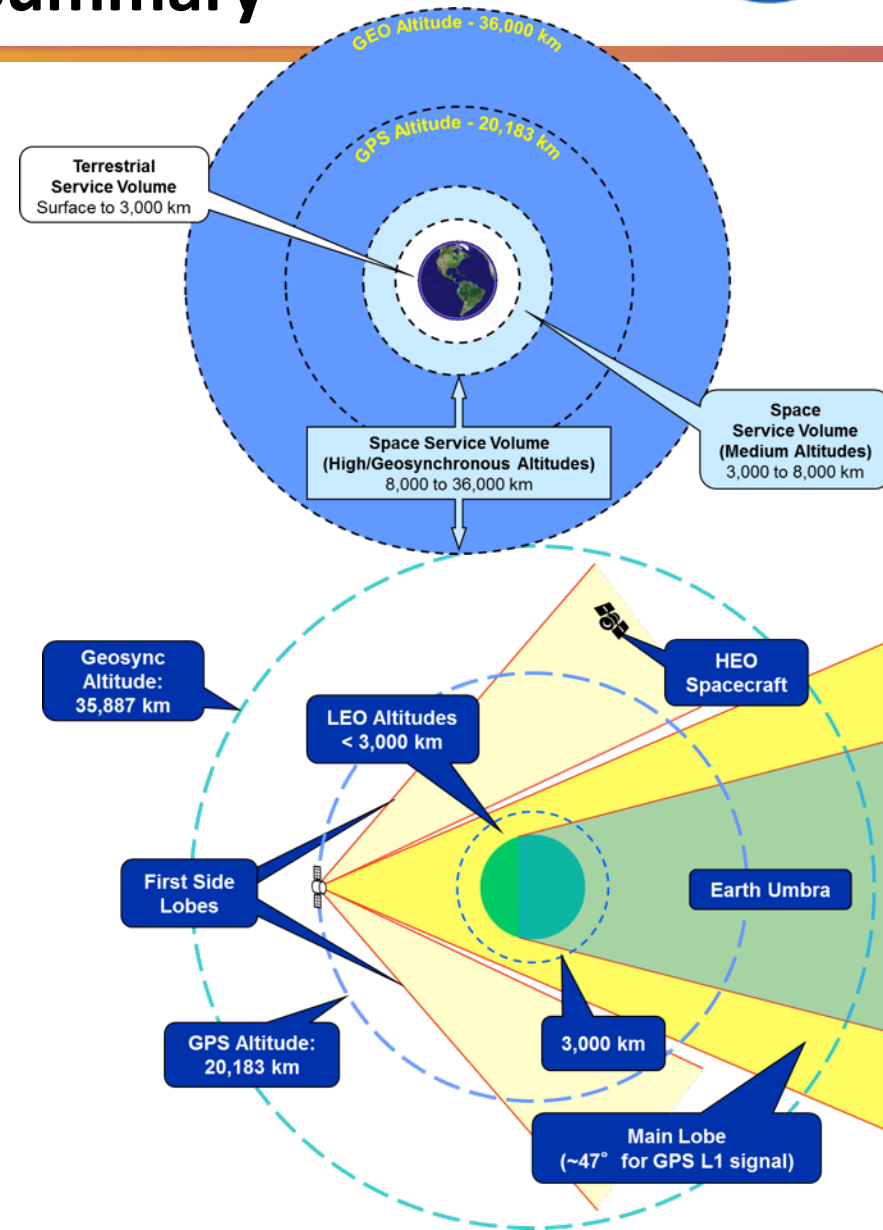 Summary
GEO Altitude - 36,000 km
GPS Altitude - 20,183 km
Terrestrial
Service Volume
Surface to 3,000 km
Space
Service Volume
(Medium Altitudes)
3,000 to 8,000 km
Space Service Volume
(High/Geosynchronous Altitudes)
8,000 to 36,000 km
Geosync
Altitude:
35,887 km
HEO
Spacecraft
LEO Altitudes
< 3,000 km
First Side
Lobes
Earth Umbra
GPS Altitude:
20,183 km
3,000 km
Main Lobe
(~47° for GPS L1 signal)